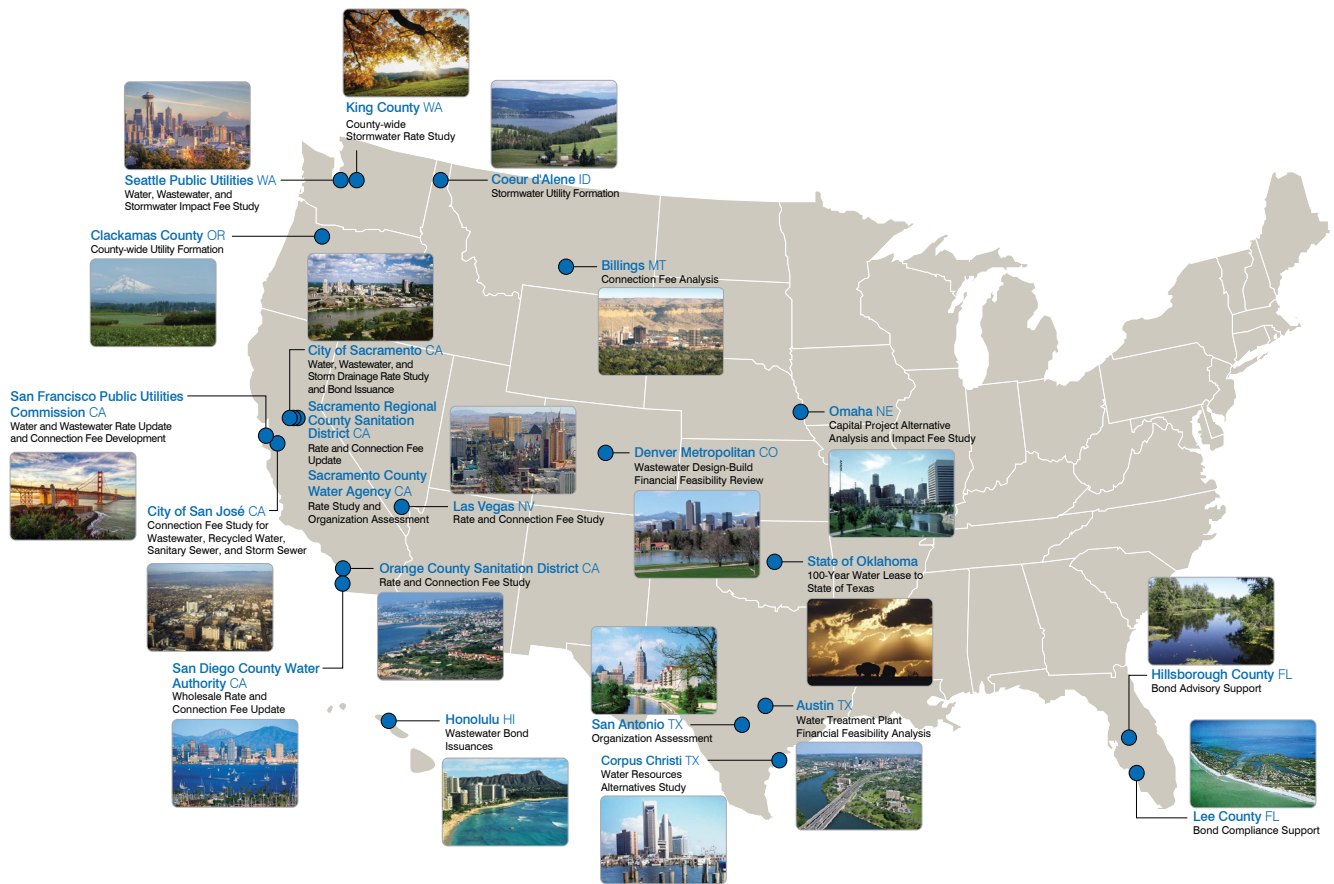 King County WA
County-wide
Stormwater Rate Study
Seattle Public Utilities WA
Water, Wastewater, and
Stormwater Impact Fee Study
Coeur d'Alene ID
Stormwater Utility Formation
Clackamas County OR
County-wide Utility Formation
Billings MT
Connection Fee Analysis
City of Sacramento CA
Water, Wastewater, and
Storm Drainage Rate Study
and Bond Issuance
San Francisco Public Utilities
Commission CA
Water and Wastewater Rate Update
and Connection Fee Development
Sacramento Regional
County Sanitation
District CA
Rate and Connection Fee
Update
Sacramento County
Water Agency CA
Rate Study and
Organization Assessment
Omaha NE
Capital Project Alternative
Analysis and Impact Fee Study
Denver Metropolitan CO
Wastewater Design-Build
Financial Feasibility Review
Las Vegas NV
Rate and Connection Fee Study
City of San José CA
Connection Fee Study for
Wastewater, Recycled Water,
Sanitary Sewer, and Storm Sewer
Orange County Sanitation District CA
Rate and Connection Fee Study
State of Oklahoma
100-Year Water Lease to
State of Texas
San Diego County Water
Authority CA
Wholesale Rate and
Connection Fee Update
Hillsborough County FL
Bond Advisory Support
Honolulu HI
Wastewater Bond
Issuances
San Antonio TX
Organization Assessment
Austin TX
Water Treatment Plant
Financial Feasibility Analysis
Corpus Christi TX
Water Resources
Alternatives Study
Lee County FL
Bond Compliance Support